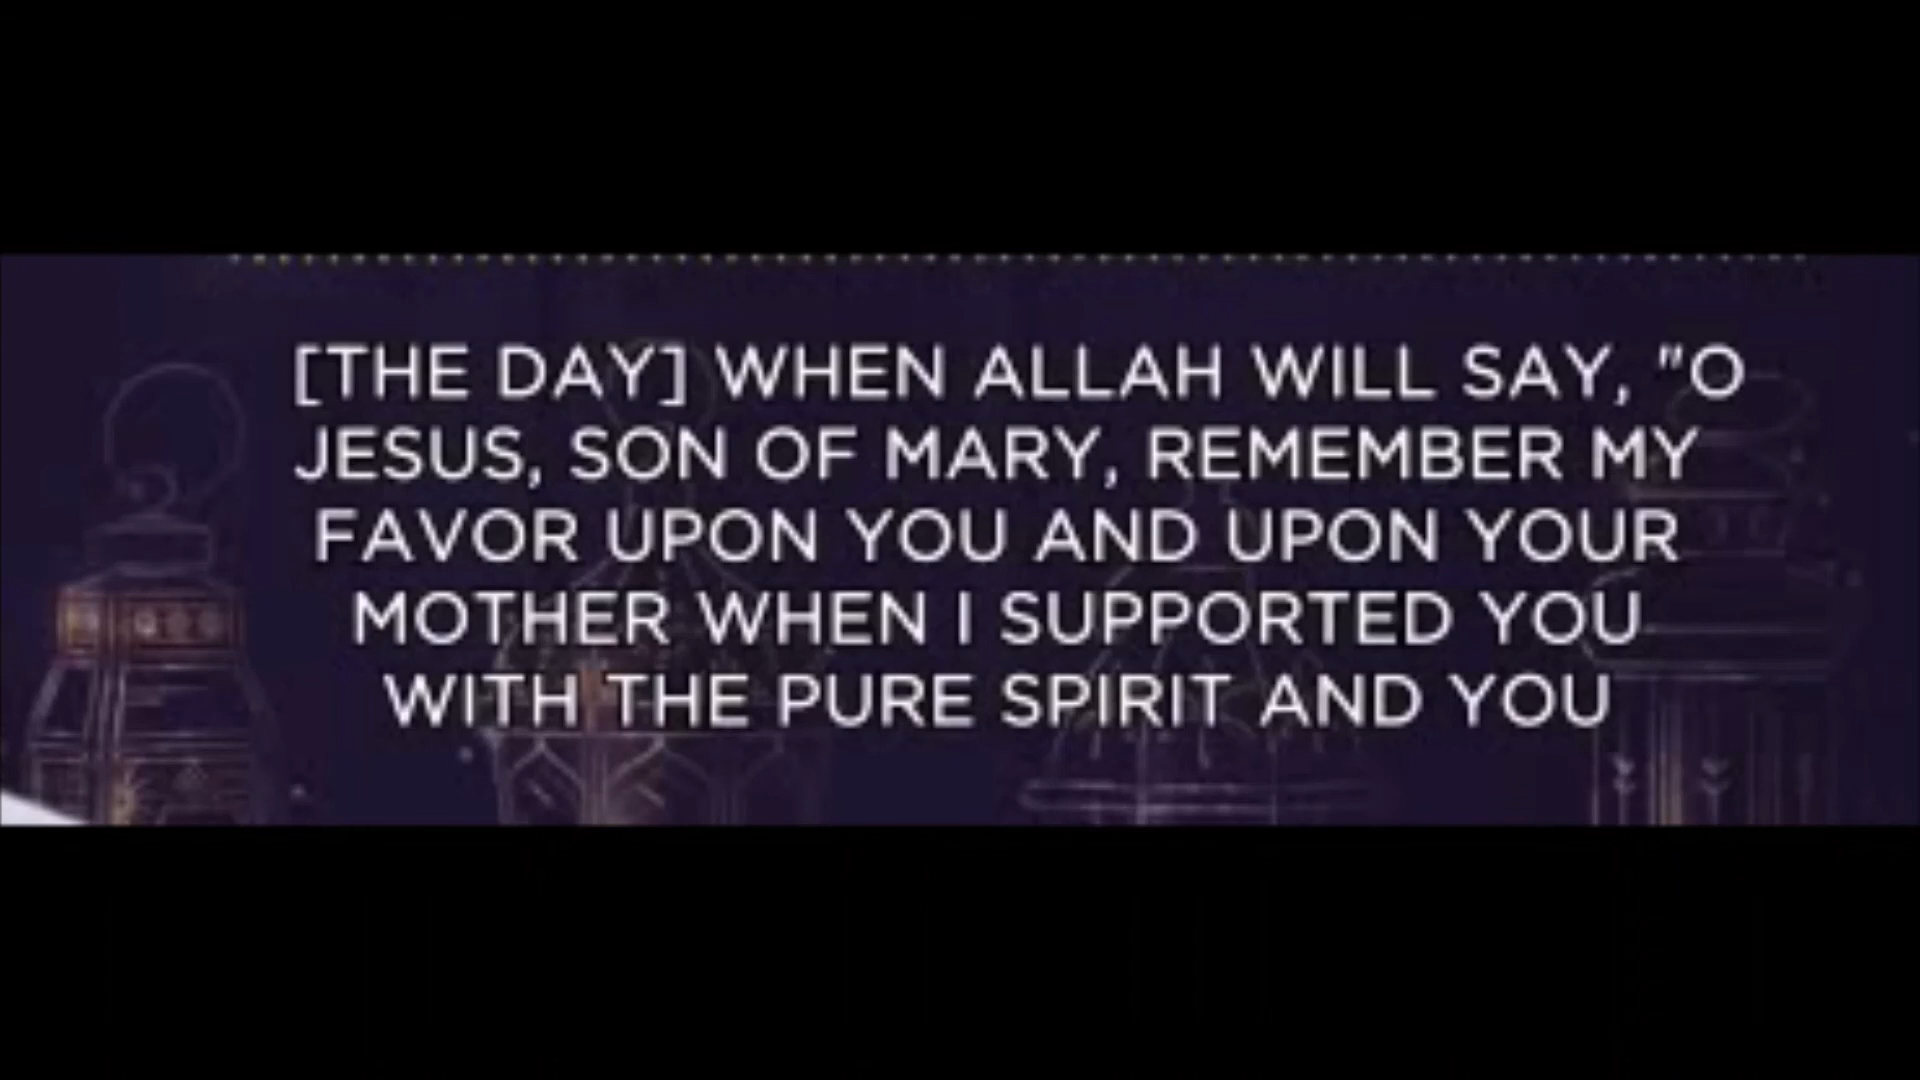 [THE DAY] WHEN ALLAH WILL SAY, "O
JESUS, SON OF MARY, REMEMBER MY
FAVOR UPON YOU AND UPON YOUR
MOTHER WHEN I SUPPORTED YOU
WITH THE PURE SPIRIT AND YOU